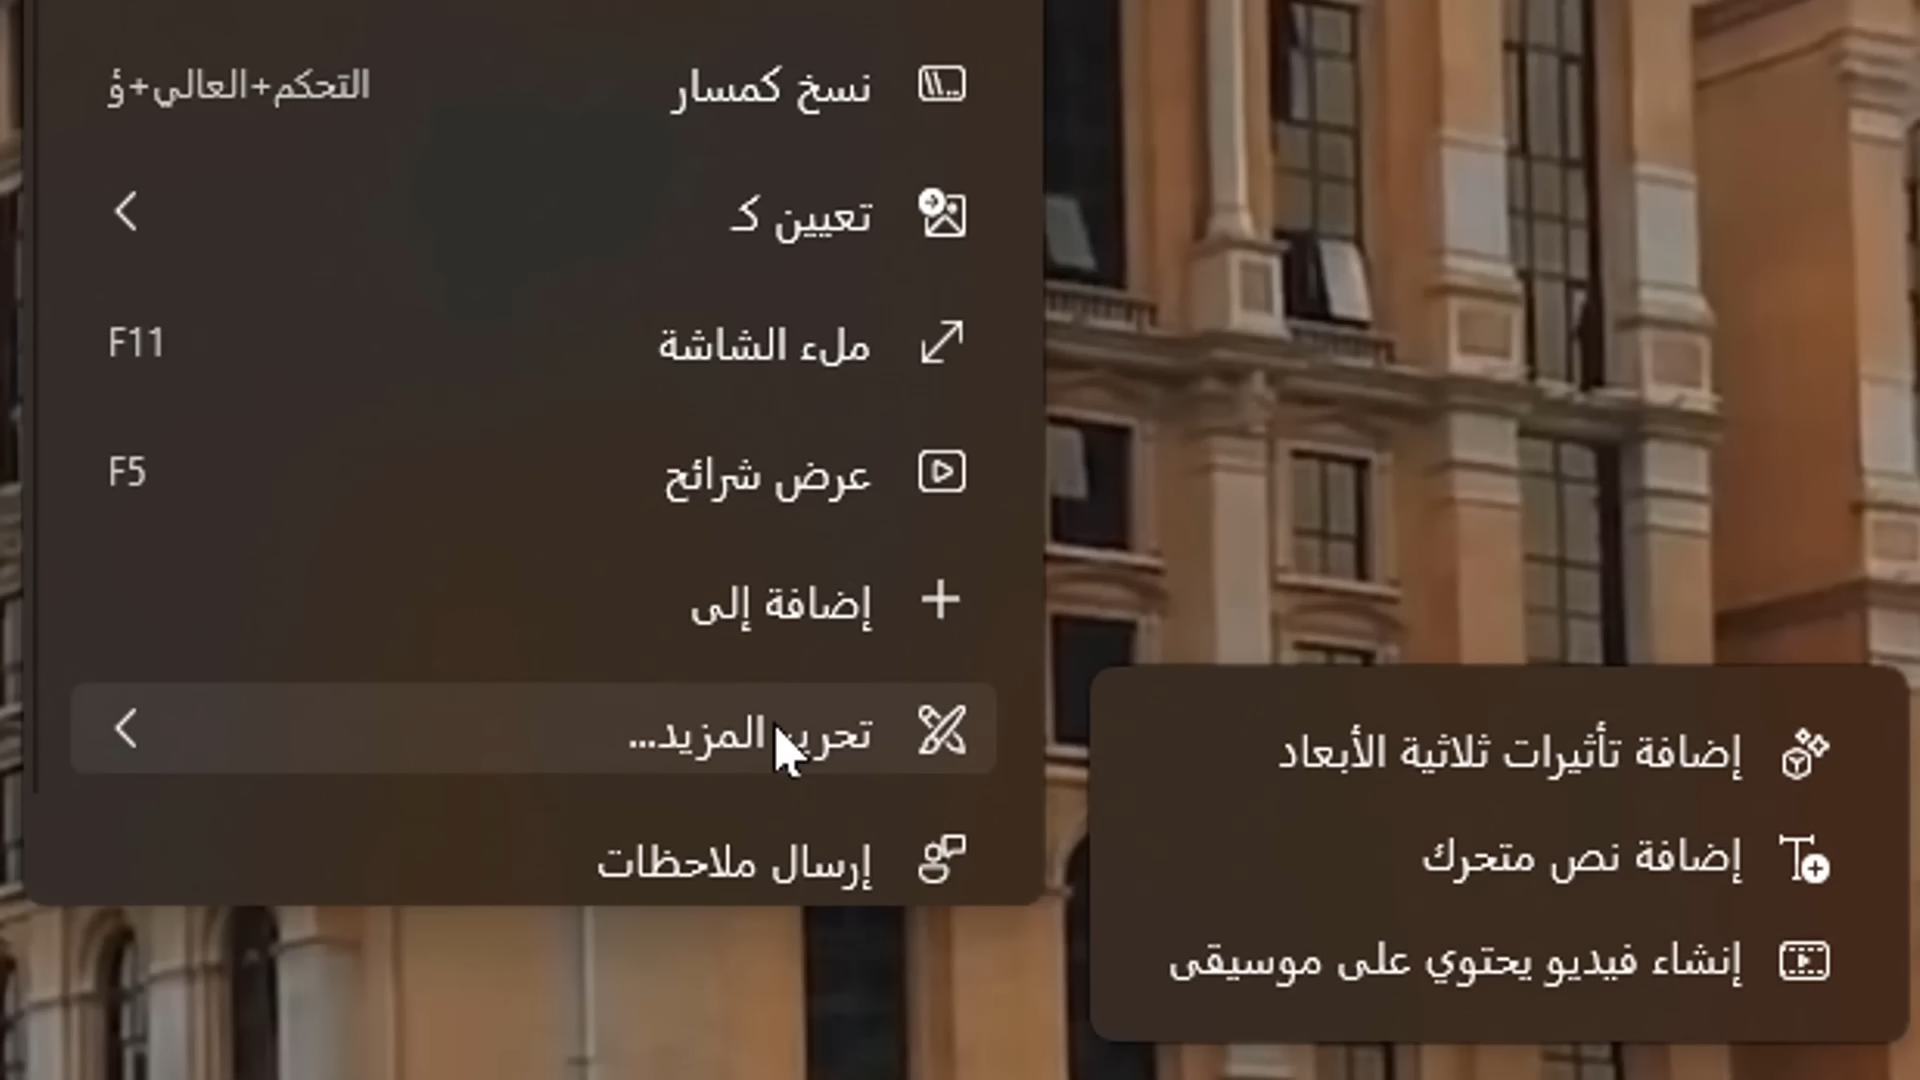 نسخ كمسار التحكم+العالي+ؤ
تعيين كـ
ملء الشاشة F11
عرض شرائح F5
إضافة إلى
تحرير المزيد...
إرسال ملاحظات
إضافة تأثيرات ثلاثية الأبعاد
إضافة نص متحرك
إنشاء فيديو يحتوي على موسيقى